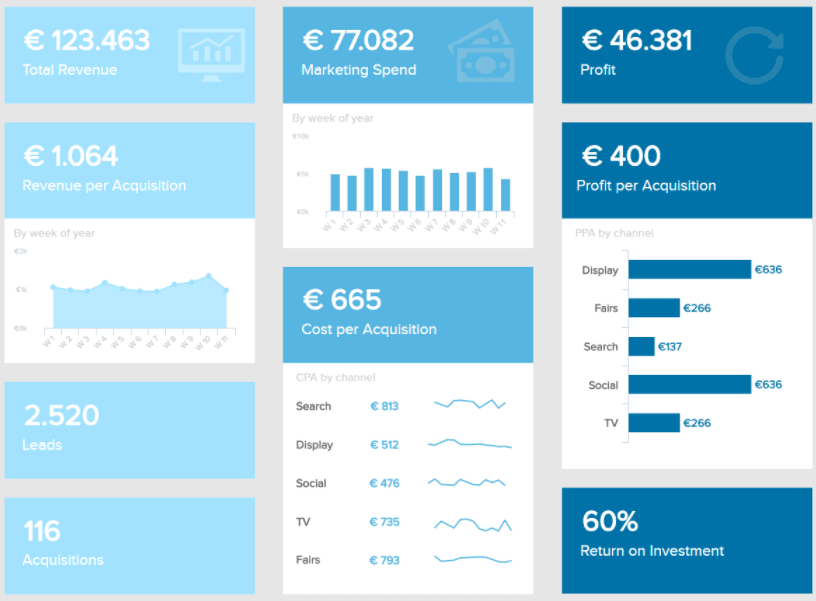 € 123.463
Total Revenue
€ 1.064
Revenue per Acquisition
By week of year
€2k
€0k
W 1 W 2 W 3 W 4 W 5 W 6 W 7 W 8 W 9 W 10 W 11
2.520
Leads
116
Acquisitions
€ 77.082
Marketing Spend
By week of year
€10k
€5k
€0k
W 1 W 2 W 3 W 4 W 5 W 6 W 7 W 8 W 9 W 10 W 11
€ 665
Cost per Acquisition
CPA by channel
Search € 813
Display € 512
Social € 476
TV € 735
Fairs € 793
€ 46.381
Profit
€ 400
Profit per Acquisition
PPA by channel
Display €636
Fairs €266
Search €137
Social €636
TV €266
60%
Return on Investment